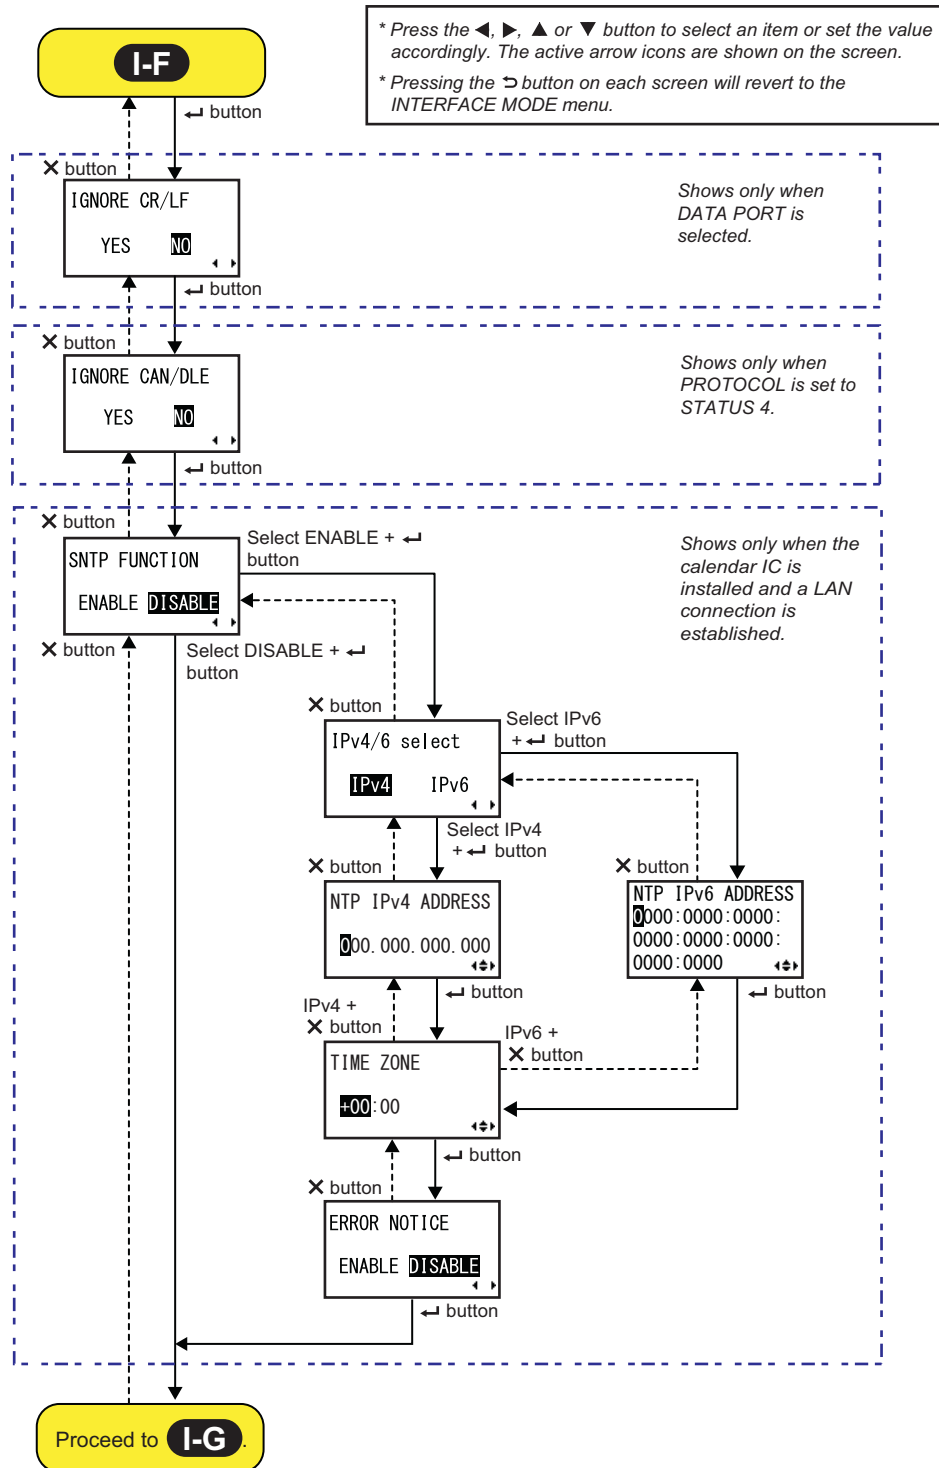 * Press the ◀, ▶, ▲ or ▼ button to select an item or set the value
accordingly. The active arrow icons are shown on the screen.
* Pressing the ⮌ button on each screen will revert to the
INTERFACE MODE menu.
I-F
↵ button
✕ button
IGNORE CR/LF
YES NO
Shows only when
DATA PORT is
selected.
↵ button
✕ button
IGNORE CAN/DLE
YES NO
Shows only when
PROTOCOL is set to
STATUS 4.
↵ button
✕ button
SNTP FUNCTION
ENABLE DISABLE
Select ENABLE + ↵
button
Shows only when the
calendar IC is
installed and a LAN
connection is
established.
✕ button
Select DISABLE + ↵
button
✕ button
IPv4/6 select
IPv4 IPv6
Select IPv6
+ ↵ button
Select IPv4
+ ↵ button
✕ button
NTP IPv4 ADDRESS
000.000.000.000
✕ button
NTP IPv6 ADDRESS
0000:0000:0000:
0000:0000:0000:
0000:0000
↵ button
↵ button
IPv4 +
✕ button
IPv6 +
✕ button
TIME ZONE
+00:00
↵ button
✕ button
ERROR NOTICE
ENABLE DISABLE
↵ button
Proceed to I-G.